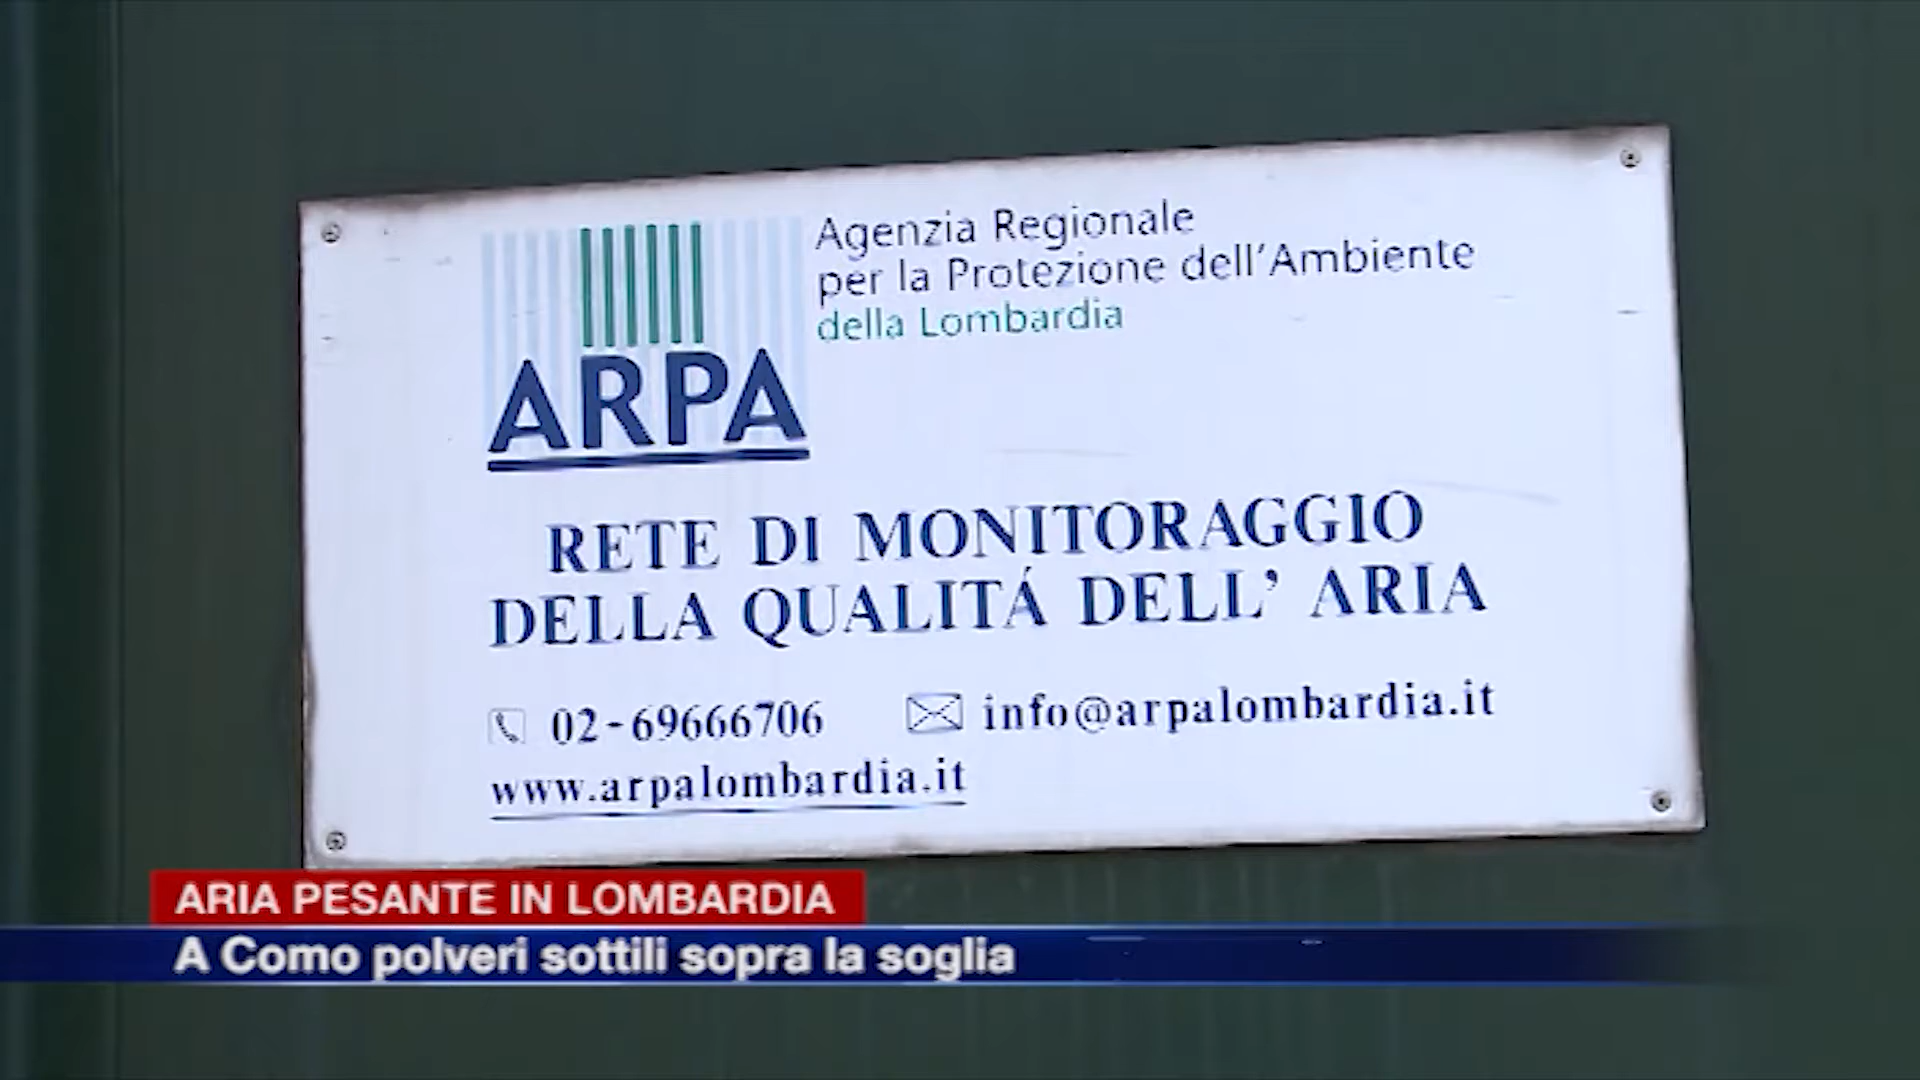 Agenzia Regionale
per la Protezione dell'Ambiente
della Lombardia
ARPA
RETE DI MONITORAGGIO
DELLA QUALITÁ DELL' ARIA
02-69666706 info@arpalombardia.it
www.arpalombardia.it
ARIA PESANTE IN LOMBARDIA
A Como polveri sottili sopra la soglia